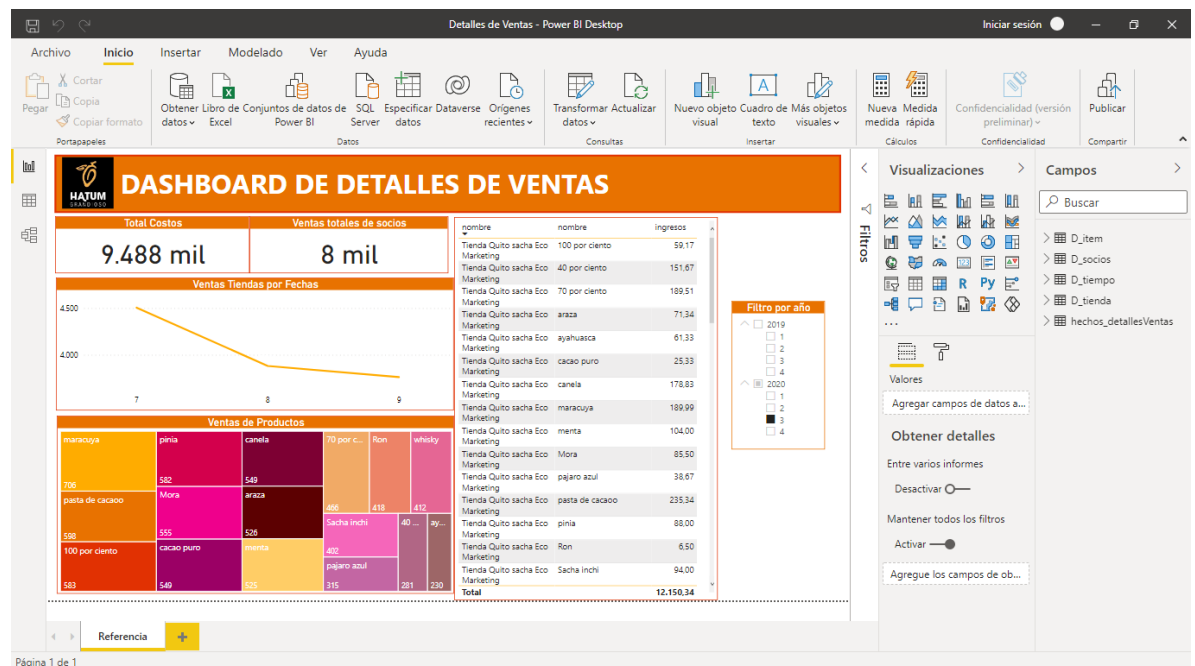 Detalles de Ventas - Power BI Desktop
Iniciar sesión
Archivo Inicio Insertar Modelado Ver Ayuda
Pegar
Cortar
Copia
Copiar formato
Portapapeles
Obtener datos
Libro de Excel
Conjuntos de datos de Power BI
SQL Server
Especificar datos
Dataverse
Orígenes recientes
Datos
Transformar datos
Actualizar
Consultas
Nuevo objeto visual
Cuadro de texto
Más objetos visuales
Insertar
Nueva medida
Medida rápida
Cálculos
Confidencialidad (versión preliminar)
Confidencialidad
Publicar
Compartir
HATUM
GRAND OSO
DASHBOARD DE DETALLES DE VENTAS
Total Costos
9.488 mil
Ventas totales de socios
8 mil
Ventas Tiendas por Fechas
4.500
4.000
7 8 9
Ventas de Productos
maracuya
706
pasta de cacaoo
598
100 por ciento
583
pinia
582
Mora
555
cacao puro
549
canela
549
araza
526
menta
525
70 por c...
466
Ron
418
whisky
412
Sacha inchi
402
pajaro azul
315
40 ...
281
ay...
230
nombre nombre ingresos
Tienda Quito sacha Eco Marketing 100 por ciento 59,17
Tienda Quito sacha Eco Marketing 40 por ciento 151,67
Tienda Quito sacha Eco Marketing 70 por ciento 189,51
Tienda Quito sacha Eco Marketing araza 71,34
Tienda Quito sacha Eco Marketing ayahuasca 61,33
Tienda Quito sacha Eco Marketing cacao puro 25,33
Tienda Quito sacha Eco Marketing canela 178,83
Tienda Quito sacha Eco Marketing maracuya 189,99
Tienda Quito sacha Eco Marketing menta 104,00
Tienda Quito sacha Eco Marketing Mora 85,50
Tienda Quito sacha Eco Marketing pajaro azul 38,67
Tienda Quito sacha Eco Marketing pasta de cacaoo 235,34
Tienda Quito sacha Eco Marketing pinia 88,00
Tienda Quito sacha Eco Marketing Ron 6,50
Tienda Quito sacha Eco Marketing Sacha inchi 94,00
Total 12.150,34
Filtro por año
2019
1
2
3
4
2020
1
2
3
4
Filtros
Visualizaciones
R Py
123
...
Valores
Agregar campos de datos a...
Obtener detalles
Entre varios informes
Desactivar
Mantener todos los filtros
Activar
Agregue los campos de ob...
Campos
Buscar
D_item
D_socios
D_tiempo
D_tienda
hechos_detallesVentas
Referencia
+
Página 1 de 1